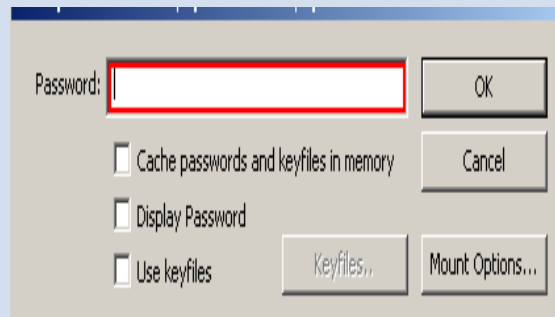 Password:
OK
Cache passwords and keyfiles in memory
Cancel
Display Password
Use keyfiles
Keyfiles..
Mount Options...